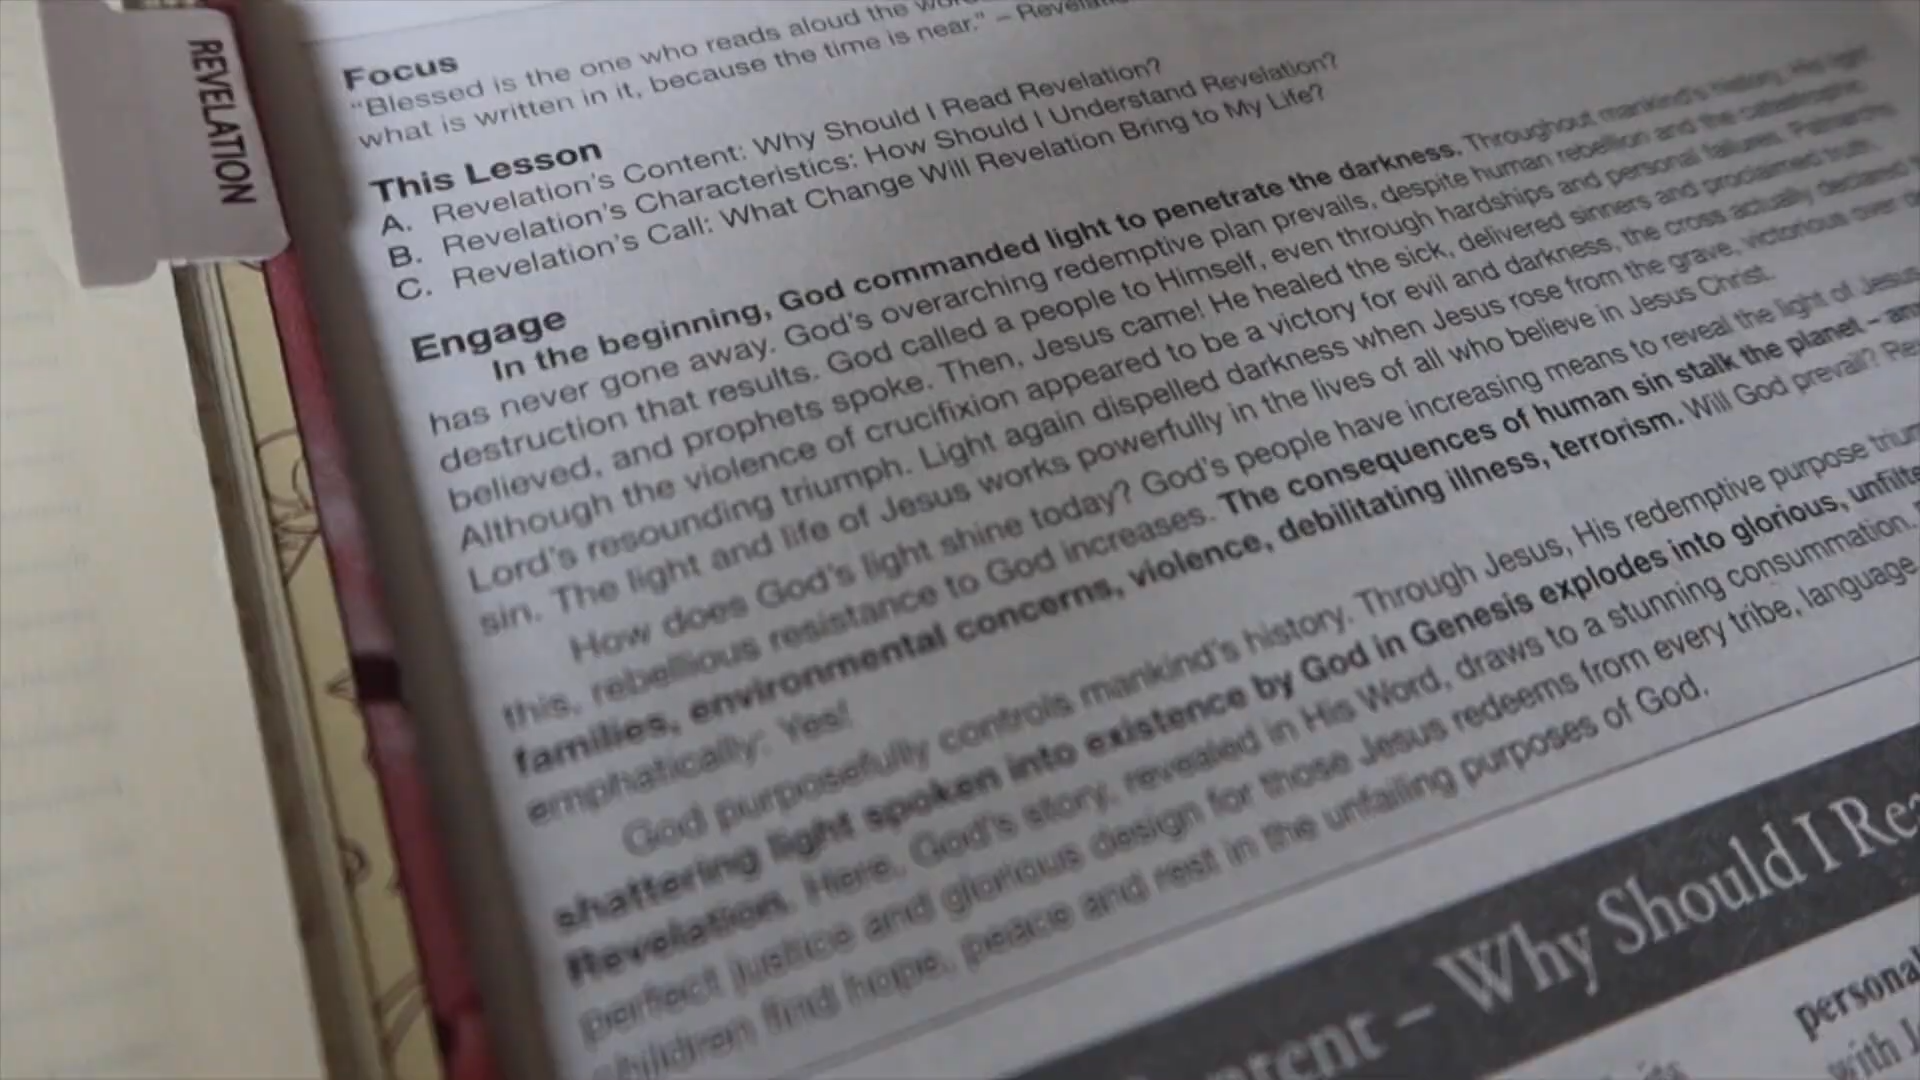 REVELATION
Focus
"Blessed is the one who reads aloud the
what is written in it, because the time is near." –
This Lesson
A. Revelation's Content: Why Should I Read Revelation?
B. Revelation's Characteristics: How Should I Understand Revelation?
C. Revelation's Call: What Change Will Revelation Bring to My Life?
Engage
In the beginning, God commanded light to penetrate the darkness. Throughout mankind's history, His light
has never gone away. God's overarching redemptive plan prevails, despite human rebellion and the catastrophic
destruction that results. God called a people to Himself, even through hardships and personal failures. Patriarchs
believed, and prophets spoke. Then, Jesus came! He healed the sick, delivered sinners and proclaimed truth.
Although the violence of crucifixion appeared to be a victory for evil and darkness, the cross actually declared
Lord's resounding triumph. Light again dispelled darkness when Jesus rose from the grave, victorious over
sin. The light and life of Jesus works powerfully in the lives of all who believe in Jesus Christ.
How does God's light shine today? God's people have increasing means to reveal the light of Jesus
this, rebellious resistance to God increases. The consequences of human sin stalk the planet –
families, environmental concerns, violence, debilitating illness, terrorism. Will God prevail?
emphatically: Yes!
God purposefully controls mankind's history. Through Jesus, His redemptive purpose
shattering light spoken into existence by God in Genesis explodes into glorious,
Revelation. Here, God's story, revealed in His Word, draws to a stunning consummation.
perfect justice and glorious design for those Jesus redeems from every tribe, language
children find hope, peace and rest in the unfailing purposes of God.
– Why Should I
personal
with